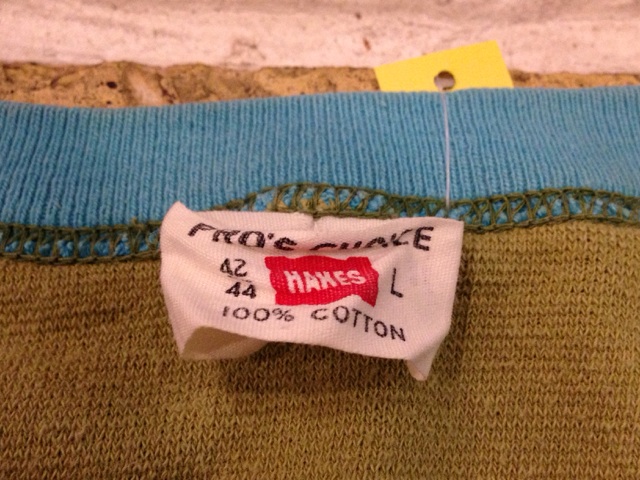 PRO'S CHOICE
42
44
HANES
L
100% COTTON